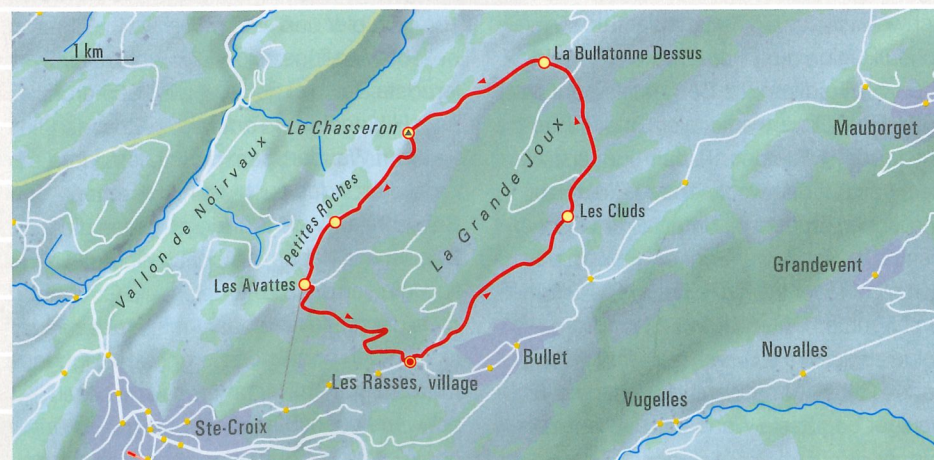 1 km
La Bullatonne Dessus
Le Chasseron
Mauborget
Vallon de Noirvaux
Petites Roches
La Grande Joux
Les Cluds
Les Avattes
Grandevent
Bullet
Novalles
Les Rasses, village
Vugelles
Ste-Croix